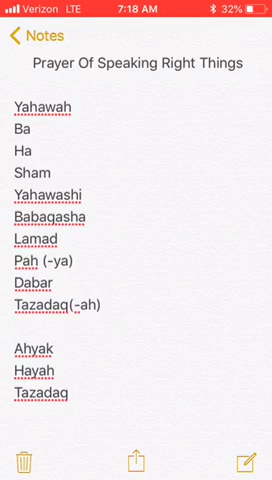 Verizon LTE 7:18 AM 32%
Notes
Prayer Of Speaking Right Things
Yahawah
Ba
Ha
Sham
Yahawashi
Babaqasha
Lamad
Pah (-ya)
Dabar
Tazadaq(-ah)
Ahyak
Hayah
Tazadaq